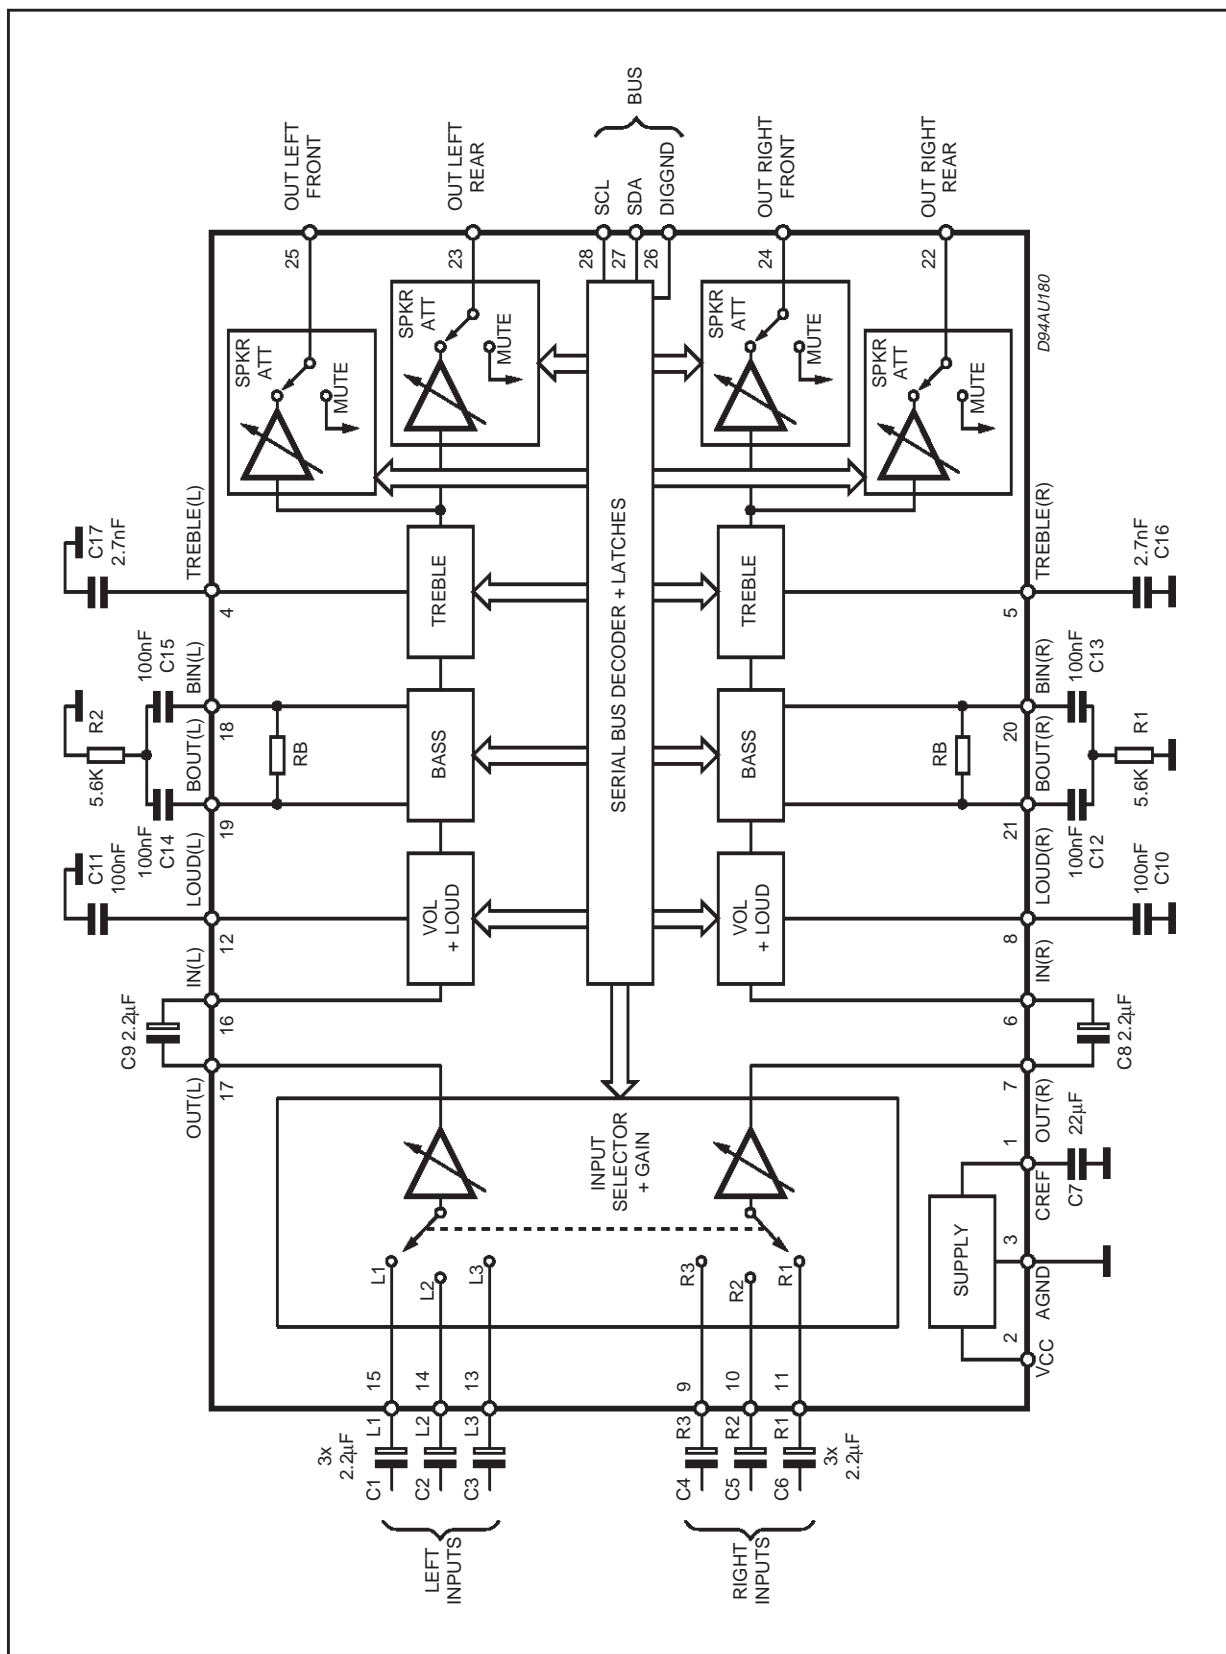 LEFT
INPUTS
3x
2.2μF
C1
L1
15
C2
L2
14
C3
L3
13
RIGHT
INPUTS
C4
R3
9
C5
R2
10
C6
R1
11
3x
2.2μF
L1
L2
L3
R3
R2
R1
INPUT
SELECTOR
+ GAIN
VCC
2
SUPPLY
AGND
3
CREF
1
C7
22μF
OUT(L)
17
C9 2.2μF
16
IN(L)
OUT(R)
7
C8 2.2μF
6
IN(R)
12
LOUD(L)
C11
100nF
VOL
+ LOUD
VOL
+ LOUD
8
LOUD(R)
100nF
C10
19
BOUT(L)
100nF
C14
5.6K
R2
18
BIN(L)
100nF
C15
RB
BASS
SERIAL BUS DECODER + LATCHES
BASS
RB
21
BOUT(R)
100nF
C12
5.6K
R1
20
BIN(R)
100nF
C13
4
TREBLE(L)
C17
2.7nF
TREBLE
TREBLE
5
TREBLE(R)
2.7nF
C16
SPKR
ATT
MUTE
25
OUT LEFT
FRONT
SPKR
ATT
MUTE
23
OUT LEFT
REAR
28
SCL
27
SDA
26
DIGGND
BUS
SPKR
ATT
MUTE
24
OUT RIGHT
FRONT
SPKR
ATT
MUTE
22
OUT RIGHT
REAR
D94AU180